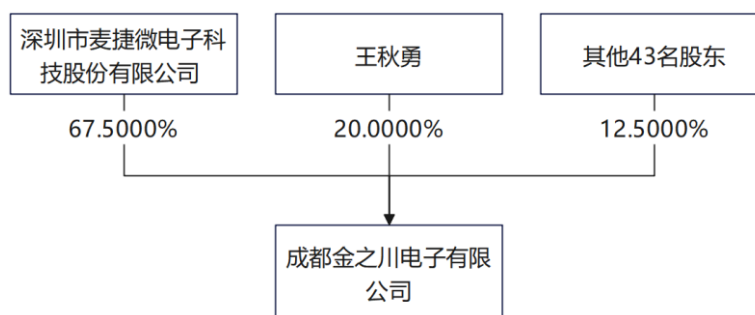 深圳市麦捷微电子科
技股份有限公司
王秋勇
其他43名股东
67.5000%
20.0000%
12.5000%
成都金之川电子有限
公司